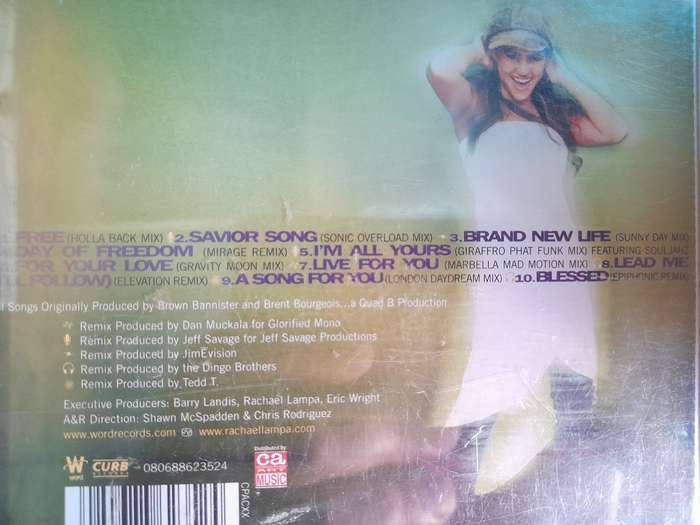 FREE (HOLLA BACK MIX) 2.SAVIOR SONG (SONIC OVERLOAD MIX) 3.BRAND NEW LIFE (SUNNY DAY MIX)
DAY OF FREEDOM (MIRAGE REMIX) 5.I'M ALL YOURS (GIRAFFRO PHAT FUNK MIX) FEATURING SOULJAHZ
FOR YOUR LOVE (GRAVITY MOON MIX) 7.LIVE FOR YOU (MARBELLA MAD MOTION MIX) 8.LEAD ME
FOLLOW) (ELEVATION REMIX) 9.A SONG FOR YOU (LONDON DAYDREAM MIX) 10.BLESSED (EPIPHONIC REMIX)
Songs Originally Produced by Brown Bannister and Brent Bourgeois...a Quad B Production
Remix Produced by Dan Muckala for Glorified Mono
Remix Produced by Jeff Savage for Jeff Savage Productions
Remix Produced by JimEvision
Remix Produced by the Dingo Brothers
Remix Produced by Tedd T.
Executive Producers: Barry Landis, Rachael Lampa, Eric Wright
A&R Direction: Shawn McSpadden & Chris Rodriguez
www.wordrecords.com www.rachaellampa.com
WORD CURB RECORDS 080688623524
Distributed by
ca
ART
MUSIC
CPACXX